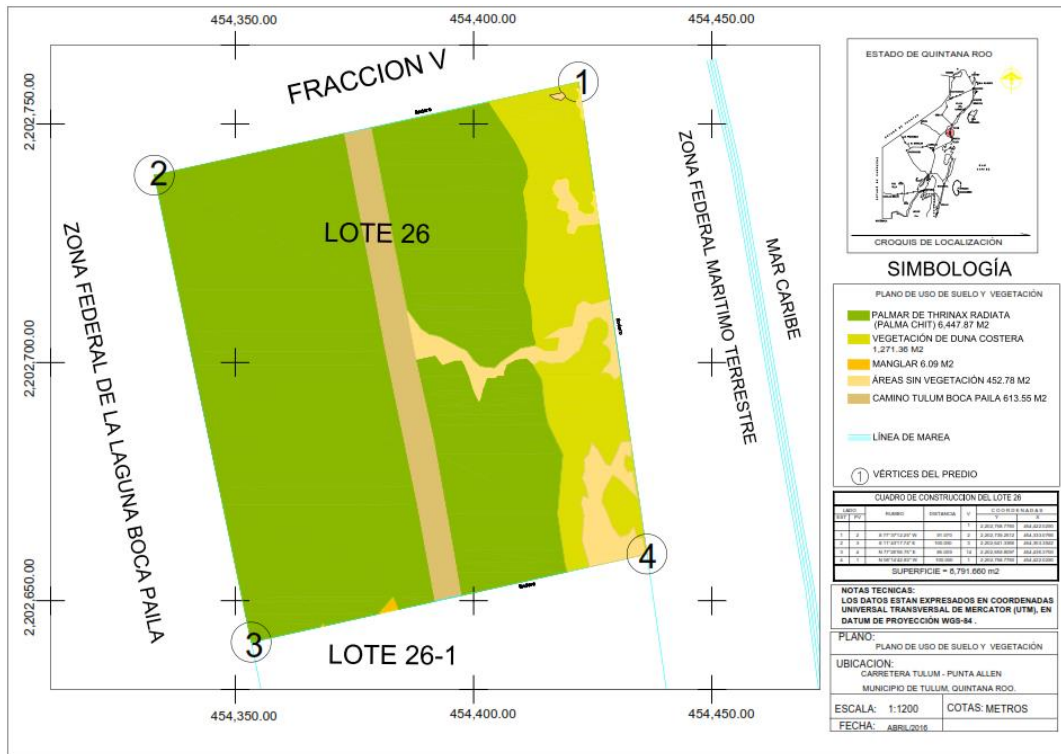 454,350.00
454,400.00
454,450.00
2,202,750.00
2,202,700.00
2,202,650.00
FRACCION V
1
2
3
4
LOTE 26
LOTE 26-1
ZONA FEDERAL DE LA LAGUNA BOCA PAILA
ZONA FEDERAL MARITIMO TERRESTRE
MAR CARIBE
454,350.00
454,400.00
454,450.00
ESTADO DE QUINTANA ROO
CROQUIS DE LOCALIZACIÓN
SIMBOLOGÍA
PLANO DE USO DE SUELO Y VEGETACIÓN
PALMAR DE THRINAX RADIATA
(PALMA CHIT) 6,447.87 M2
VEGETACIÓN DE DUNA COSTERA
1,271.36 M2
MANGLAR 6.09 M2
ÁREAS SIN VEGETACIÓN 452.78 M2
CAMINO TULUM BOCA PAILA 613.55 M2
LÍNEA DE MAREA
1 VÉRTICES DEL PREDIO
CUADRO DE CONSTRUCCION DEL LOTE 26
LADO
EST PV RUMBO DISTANCIA V COORDENADAS
Y X
SUPERFICIE = 8,791.660 m2
NOTAS TECNICAS:
LOS DATOS ESTAN EXPRESADOS EN COORDENADAS
UNIVERSAL TRANSVERSAL DE MERCATOR (UTM), EN
DATUM DE PROYECCIÓN WGS-84 .
PLANO:
PLANO DE USO DE SUELO Y VEGETACIÓN
UBICACION:
CARRETERA TULUM - PUNTA ALLEN
MUNICIPIO DE TULUM, QUINTANA ROO.
ESCALA: 1:1200 COTAS: METROS
FECHA: ABRIL/2016